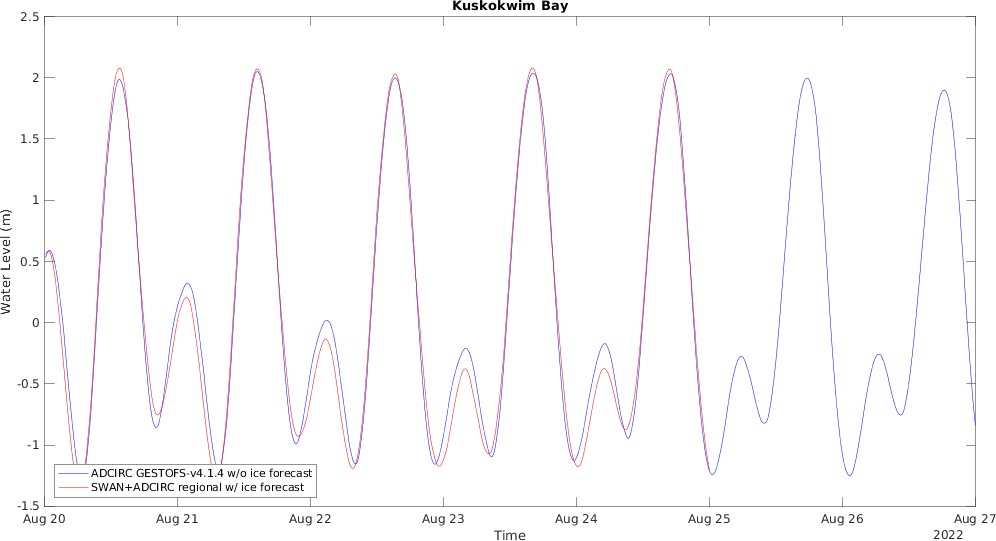 Kuskokwim Bay
2.5
2
1.5
1
0.5
0
-0.5
-1
-1.5
Water Level (m)
ADCIRC GESTOFS-v4.1.4 w/o ice forecast
SWAN+ADCIRC regional w/ ice forecast
Aug 20 Aug 21 Aug 22 Aug 23 Aug 24 Aug 25 Aug 26 Aug 27
2022
Time